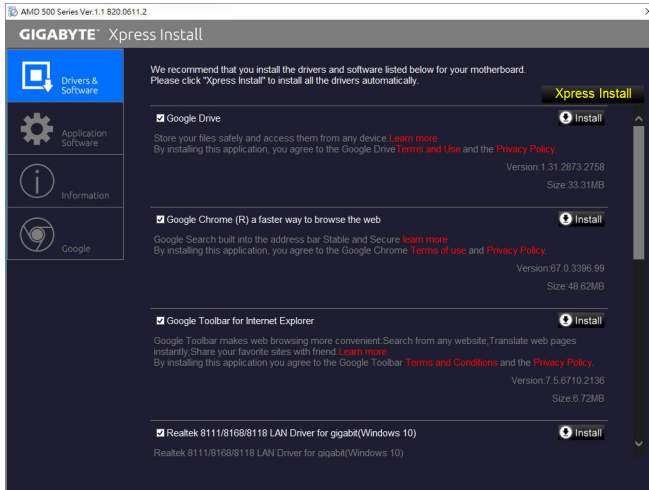 AMD 500 Series Ver.1.1 B20.0611.2
GIGABYTE™ Xpress Install
Drivers &
Software
Application
Software
Information
Google
We recommend that you install the drivers and software listed below for your motherboard.
Please click "Xpress Install" to install all the drivers automatically.
Xpress Install
Google Drive
Install
Store your files safely and access them from any device.Learn more
By installing this application, you agree to the Google DriveTerms and Use and the Privacy Policy.
Version:1.31.2873.2758
Size:33.31MB
Google Chrome (R) a faster way to browse the web
Install
Google Search built into the address bar Stable and Secure learn more
By installing this application, you agree to the Google Chrome Terms of use and Privacy Policy.
Version:67.0.3396.99
Size:48.62MB
Google Toolbar for Internet Explorer
Install
Google Toolbar makes web browsing more convenient:Search from any website;Translate web pages
instantly;Share your favorite sites with friend.Learn more
By installing this application you agree to the Google Toolbar Terms and Conditions and the Privacy Policy.
Version:7.5.6710.2136
Size:6.72MB
Realtek 8111/8168/8118 LAN Driver for gigabit(Windows 10)
Install
Realtek 8111/8168/8118 LAN Driver for gigabit(Windows 10)